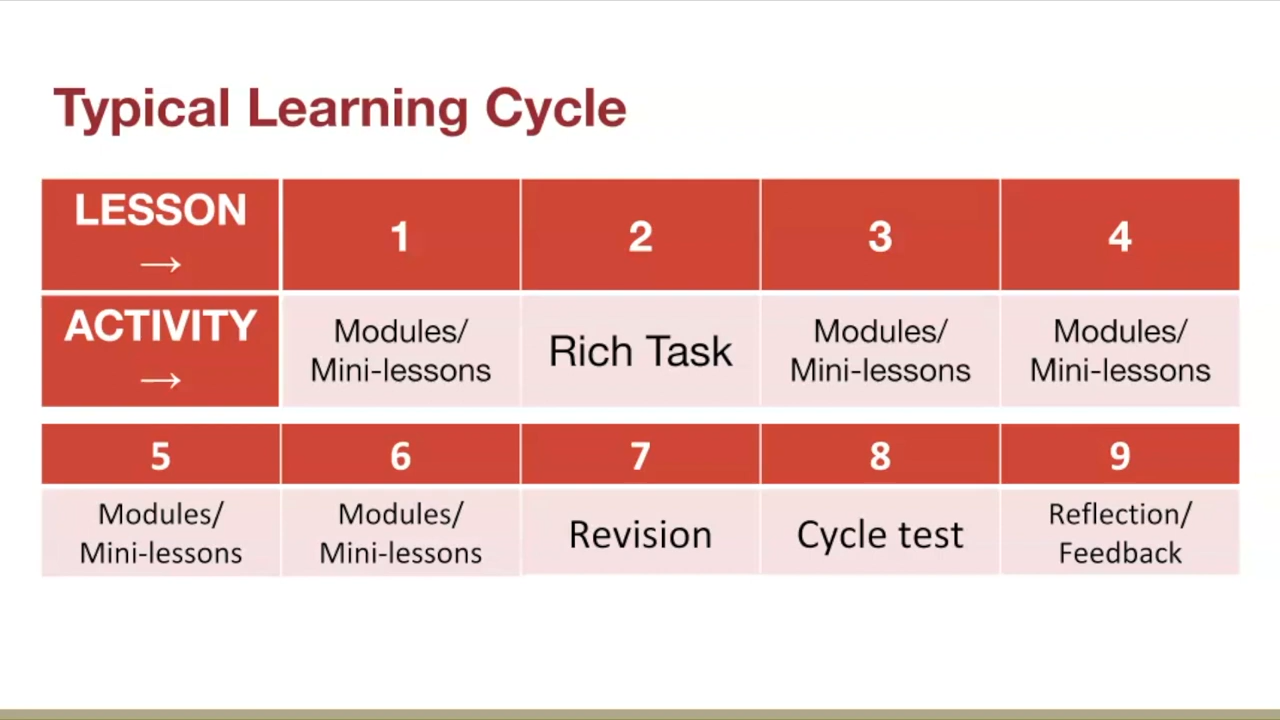 Typical Learning Cycle
LESSON → 1 2 3 4
ACTIVITY → Modules/ Mini-lessons Rich Task Modules/ Mini-lessons Modules/ Mini-lessons
5 6 7 8 9
Modules/ Mini-lessons Modules/ Mini-lessons Revision Cycle test Reflection/ Feedback